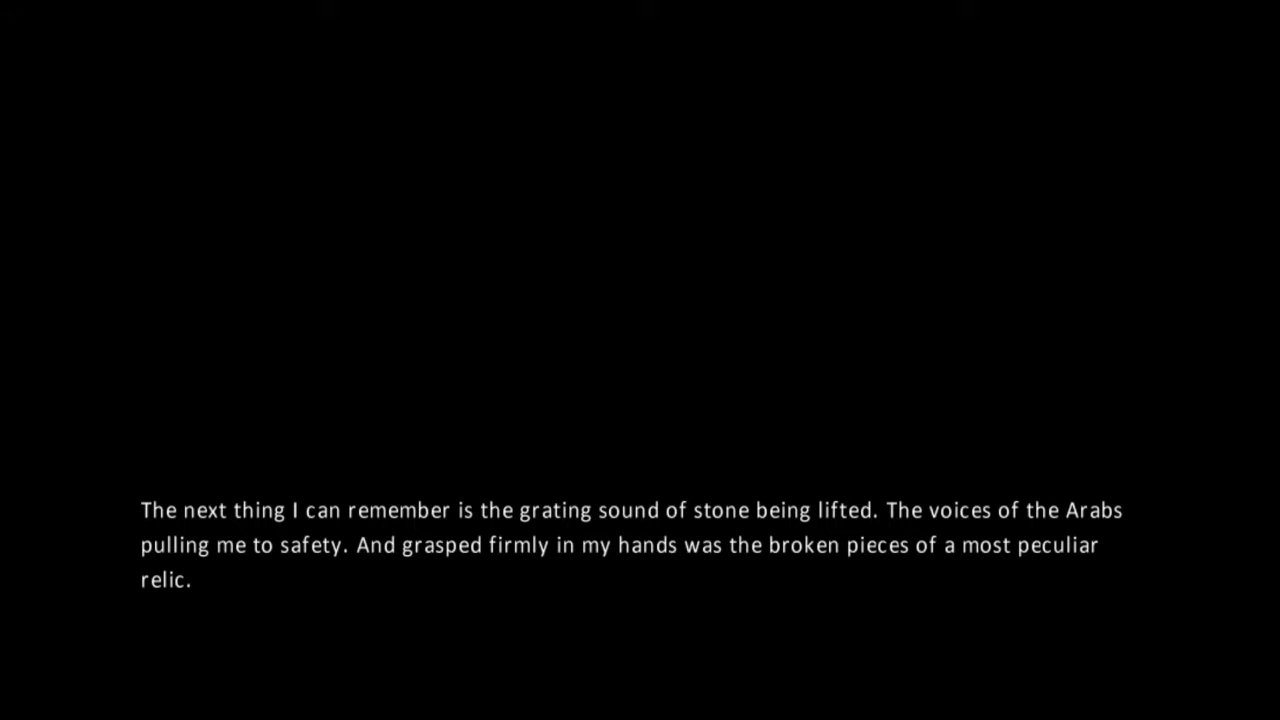 The next thing I can remember is the grating sound of stone being lifted. The voices of the Arabs
pulling me to safety. And grasped firmly in my hands was the broken pieces of a most peculiar
relic.